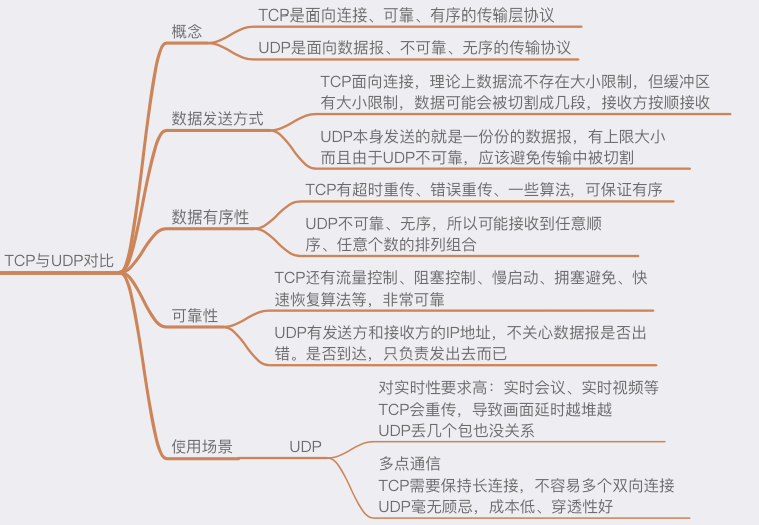 TCP与UDP对比
概念
TCP是面向连接、可靠、有序的传输层协议
UDP是面向数据报、不可靠、无序的传输协议
数据发送方式
TCP面向连接，理论上数据流不存在大小限制，但缓冲区
有大小限制，数据可能会被切割成几段，接收方按顺接收
UDP本身发送的就是一份份的数据报，有上限大小
而且由于UDP不可靠，应该避免传输中被切割
数据有序性
TCP有超时重传、错误重传、一些算法，可保证有序
UDP不可靠、无序，所以可能接收到任意顺
序、任意个数的排列组合
可靠性
TCP还有流量控制、阻塞控制、慢启动、拥塞避免、快
速恢复算法等，非常可靠
UDP有发送方和接收方的IP地址，不关心数据报是否出
错。是否到达，只负责发出去而已
使用场景
UDP
对实时性要求高：实时会议、实时视频等
TCP会重传，导致画面延时越堆越
UDP丢几个包也没关系
多点通信
TCP需要保持长连接，不容易多个双向连接
UDP毫无顾忌，成本低、穿透性好